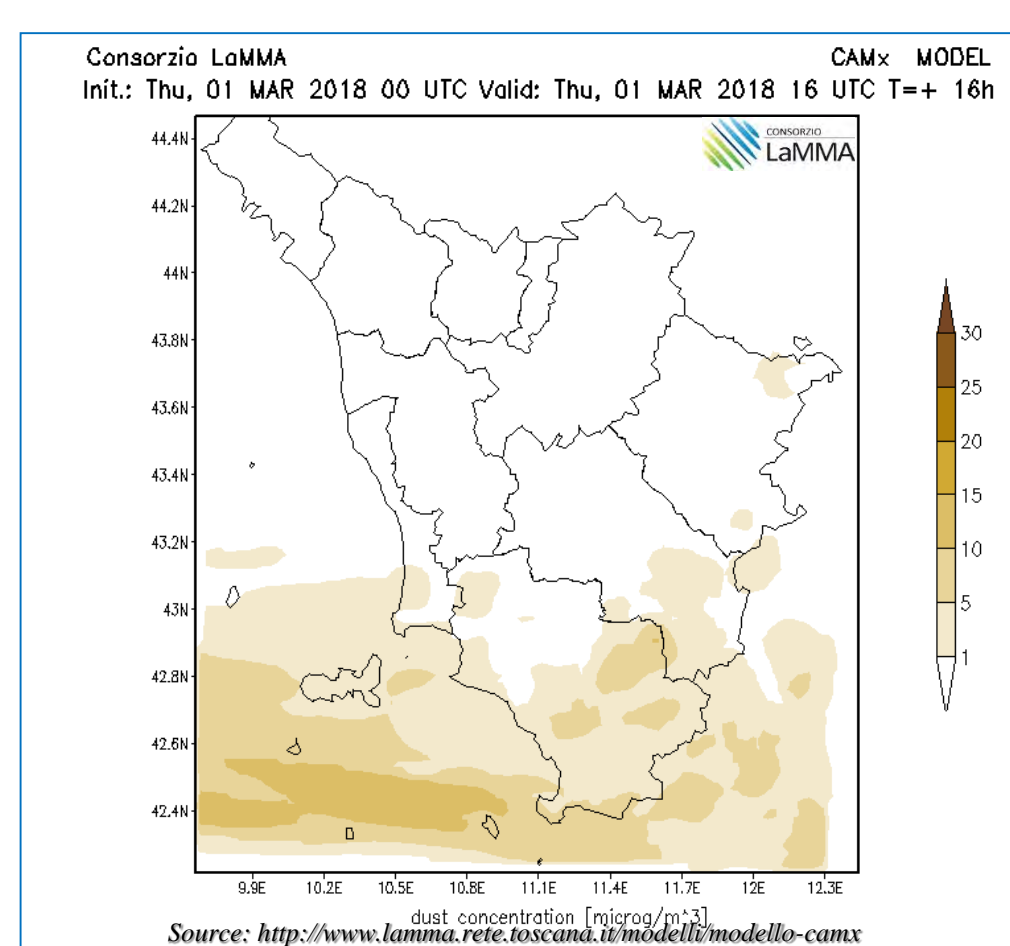 Consorzio LaMMA CAMx MODEL
Init.: Thu, 01 MAR 2018 00 UTC Valid: Thu, 01 MAR 2018 16 UTC T=+ 16h
CONSORZIO
LaMMA
44.4N
44.2N
44N
43.8N
43.6N
43.4N
43.2N
43N
42.8N
42.6N
42.4N
30
25
20
15
10
5
1
9.9E 10.2E 10.5E 10.8E 11.1E 11.4E 11.7E 12E 12.3E
dust concentration [microg/m^3]
Source: http://www.lamma.rete.toscana.it/modelli/modello-camx